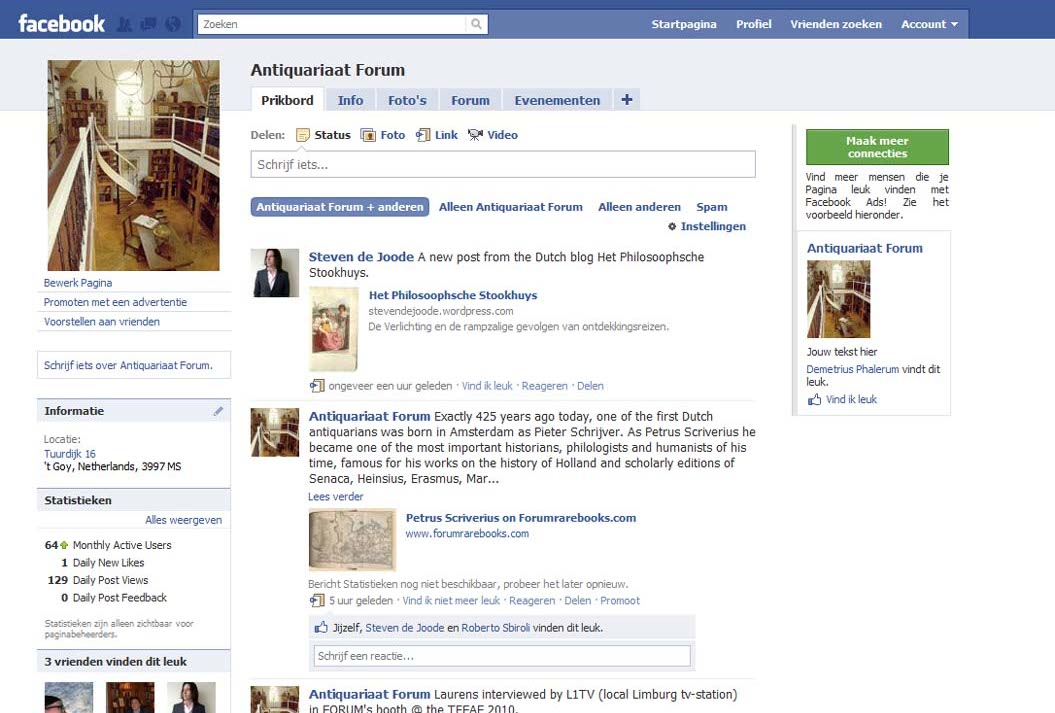 facebook
Zoeken
Startpagina Profiel Vrienden zoeken Account
Antiquariaat Forum
Prikbord Info Foto's Forum Evenementen +
Delen: Status Foto Link Video
Schrijf iets...
Antiquariaat Forum + anderen Alleen Antiquariaat Forum Alleen anderen Spam
Instellingen
Bewerk Pagina
Promoten met een advertentie
Voorstellen aan vrienden
Schrijf iets over Antiquariaat Forum.
Informatie
Locatie:
Tuurdijk 16
't Goy, Netherlands, 3997 MS
Statistieken
Alles weergeven
64 Monthly Active Users
1 Daily New Likes
129 Daily Post Views
0 Daily Post Feedback
Statistieken zijn alleen zichtbaar voor
paginabeheerders.
3 vrienden vinden dit leuk
Steven de Joode A new post from the Dutch blog Het Philosoophsche
Stookhuys.
Het Philosoophsche Stookhuys
stevendejoode.wordpress.com
De Verlichting en de rampzalige gevolgen van ontdekkingsreizen.
ongeveer een uur geleden · Vind ik leuk · Reageren · Delen
Antiquariaat Forum Exactly 425 years ago today, one of the first Dutch
antiquarians was born in Amsterdam as Pieter Schrijver. As Petrus Scriverius he
became one of the most important historians, philologists and humanists of his
time, famous for his works on the history of Holland and scholarly editions of
Senaca, Heinsius, Erasmus, Mar...
Lees verder
Petrus Scriverius on Forumrarebooks.com
www.forumrarebooks.com
Bericht Statistieken nog niet beschikbaar, probeer het later opnieuw.
5 uur geleden · Vind ik niet meer leuk · Reageren · Delen · Promoot
Jijzelf, Steven de Joode en Roberto Sbiroli vinden dit leuk.
Schrijf een reactie...
Antiquariaat Forum Laurens interviewed by L1TV (local Limburg tv-station)
in FORUM's booth @ the TEFAF 2010.
Maak meer
connecties
Vind meer mensen die je
Pagina leuk vinden met
Facebook Ads! Zie het
voorbeeld hieronder.
Antiquariaat Forum
Jouw tekst hier
Demetrius Phalerum vindt dit
leuk.
Vind ik leuk